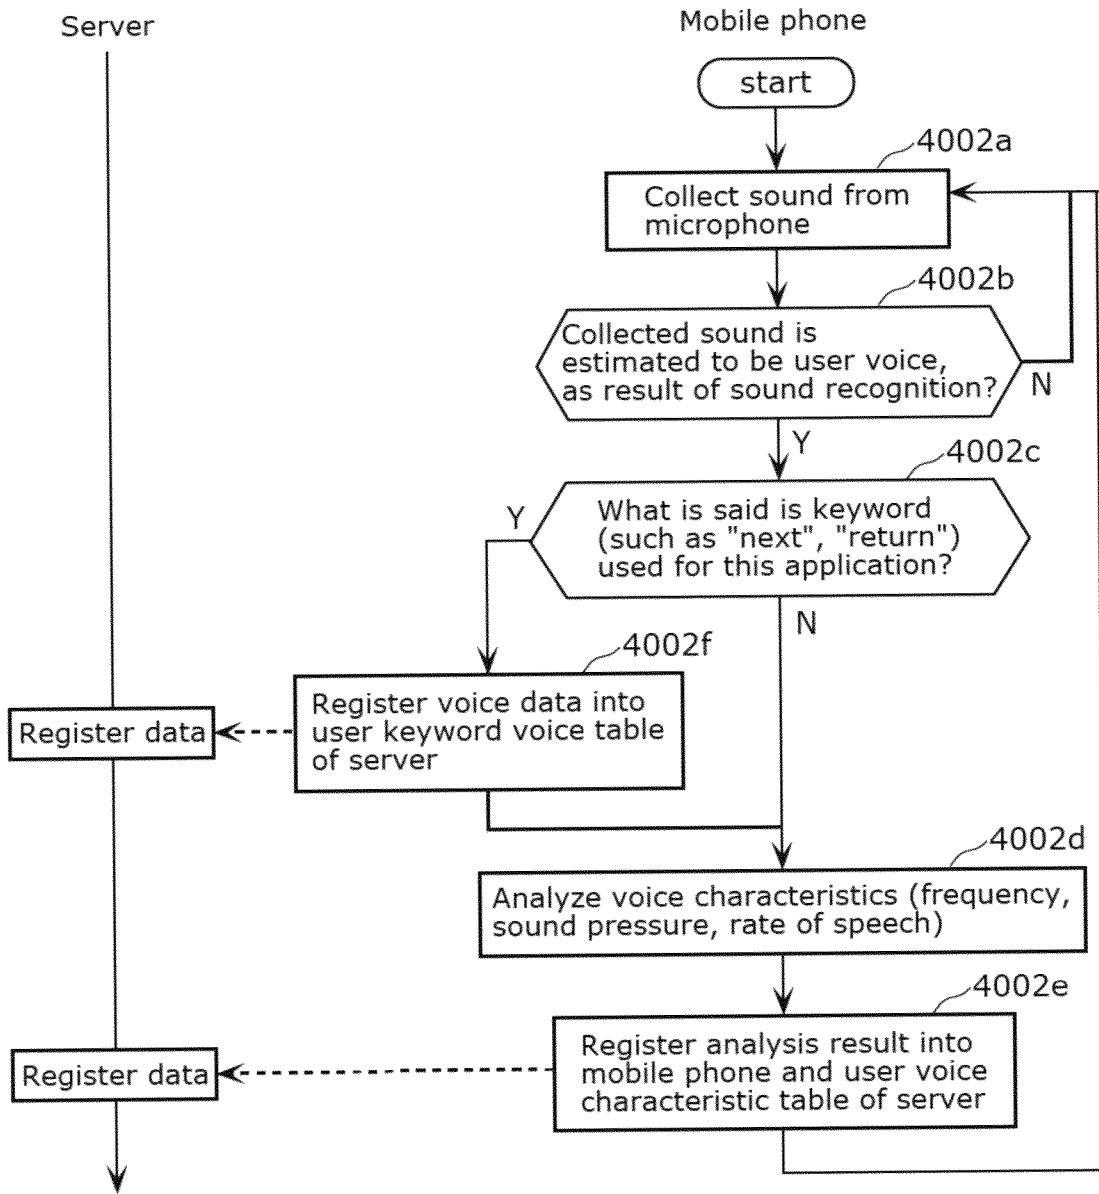 Server
Mobile phone
start
4002a
Collect sound from
microphone
4002b
Collected sound is
estimated to be user voice,
as result of sound recognition?
N
Y
4002c
What is said is keyword
(such as "next", "return")
used for this application?
Y
N
4002f
Register voice data into
user keyword voice table
of server
Register data
4002d
Analyze voice characteristics (frequency,
sound pressure, rate of speech)
4002e
Register analysis result into
mobile phone and user voice
characteristic table of server
Register data